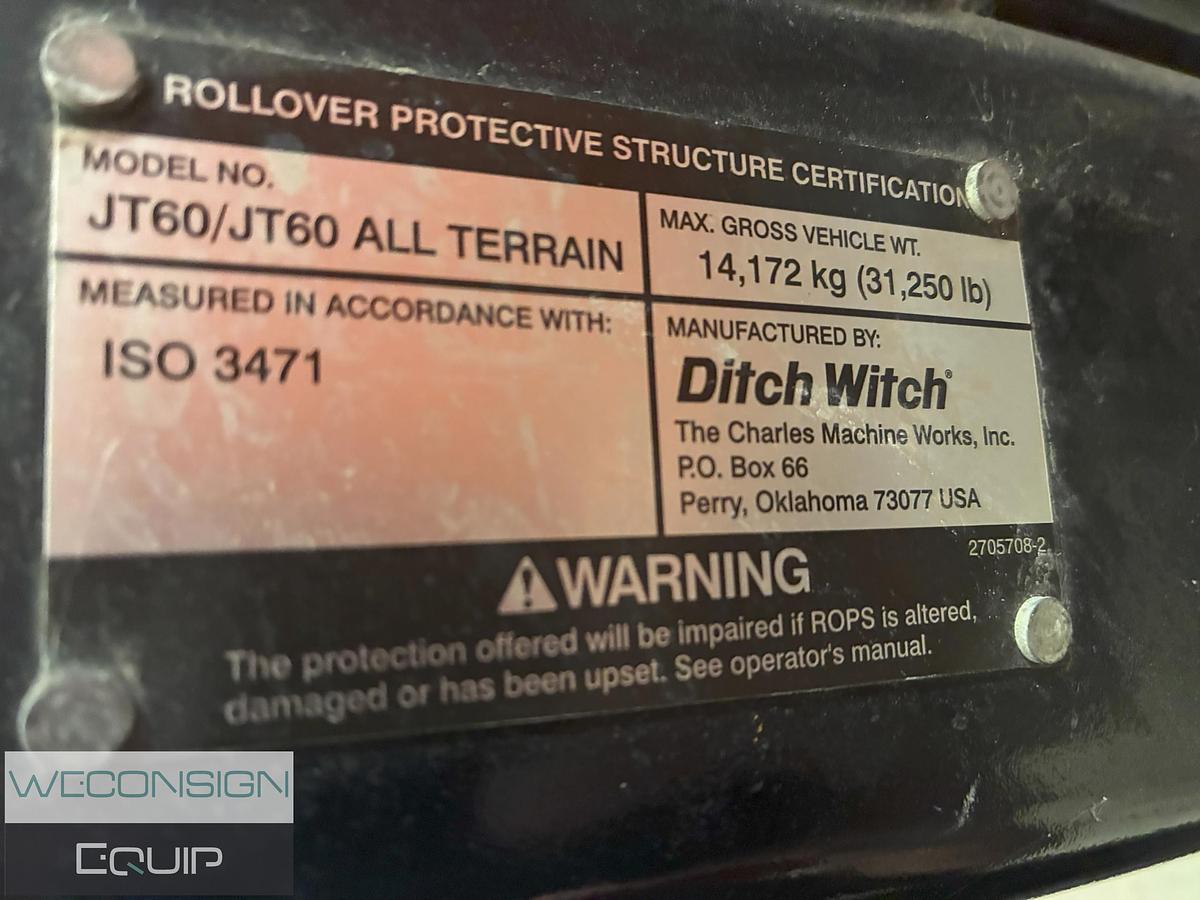 ROLLOVER PROTECTIVE STRUCTURE CERTIFICATION
MODEL NO.
JT60/JT60 ALL TERRAIN
MAX. GROSS VEHICLE WT.
14,172 kg (31,250 lb)
MEASURED IN ACCORDANCE WITH:
ISO 3471
MANUFACTURED BY:
Ditch Witch®
The Charles Machine Works, Inc.
P.O. Box 66
Perry, Oklahoma 73077 USA
2705708-2
WARNING
The protection offered will be impaired if ROPS is altered,
damaged or has been upset. See operator's manual.
WECONSIGN
EQUIP